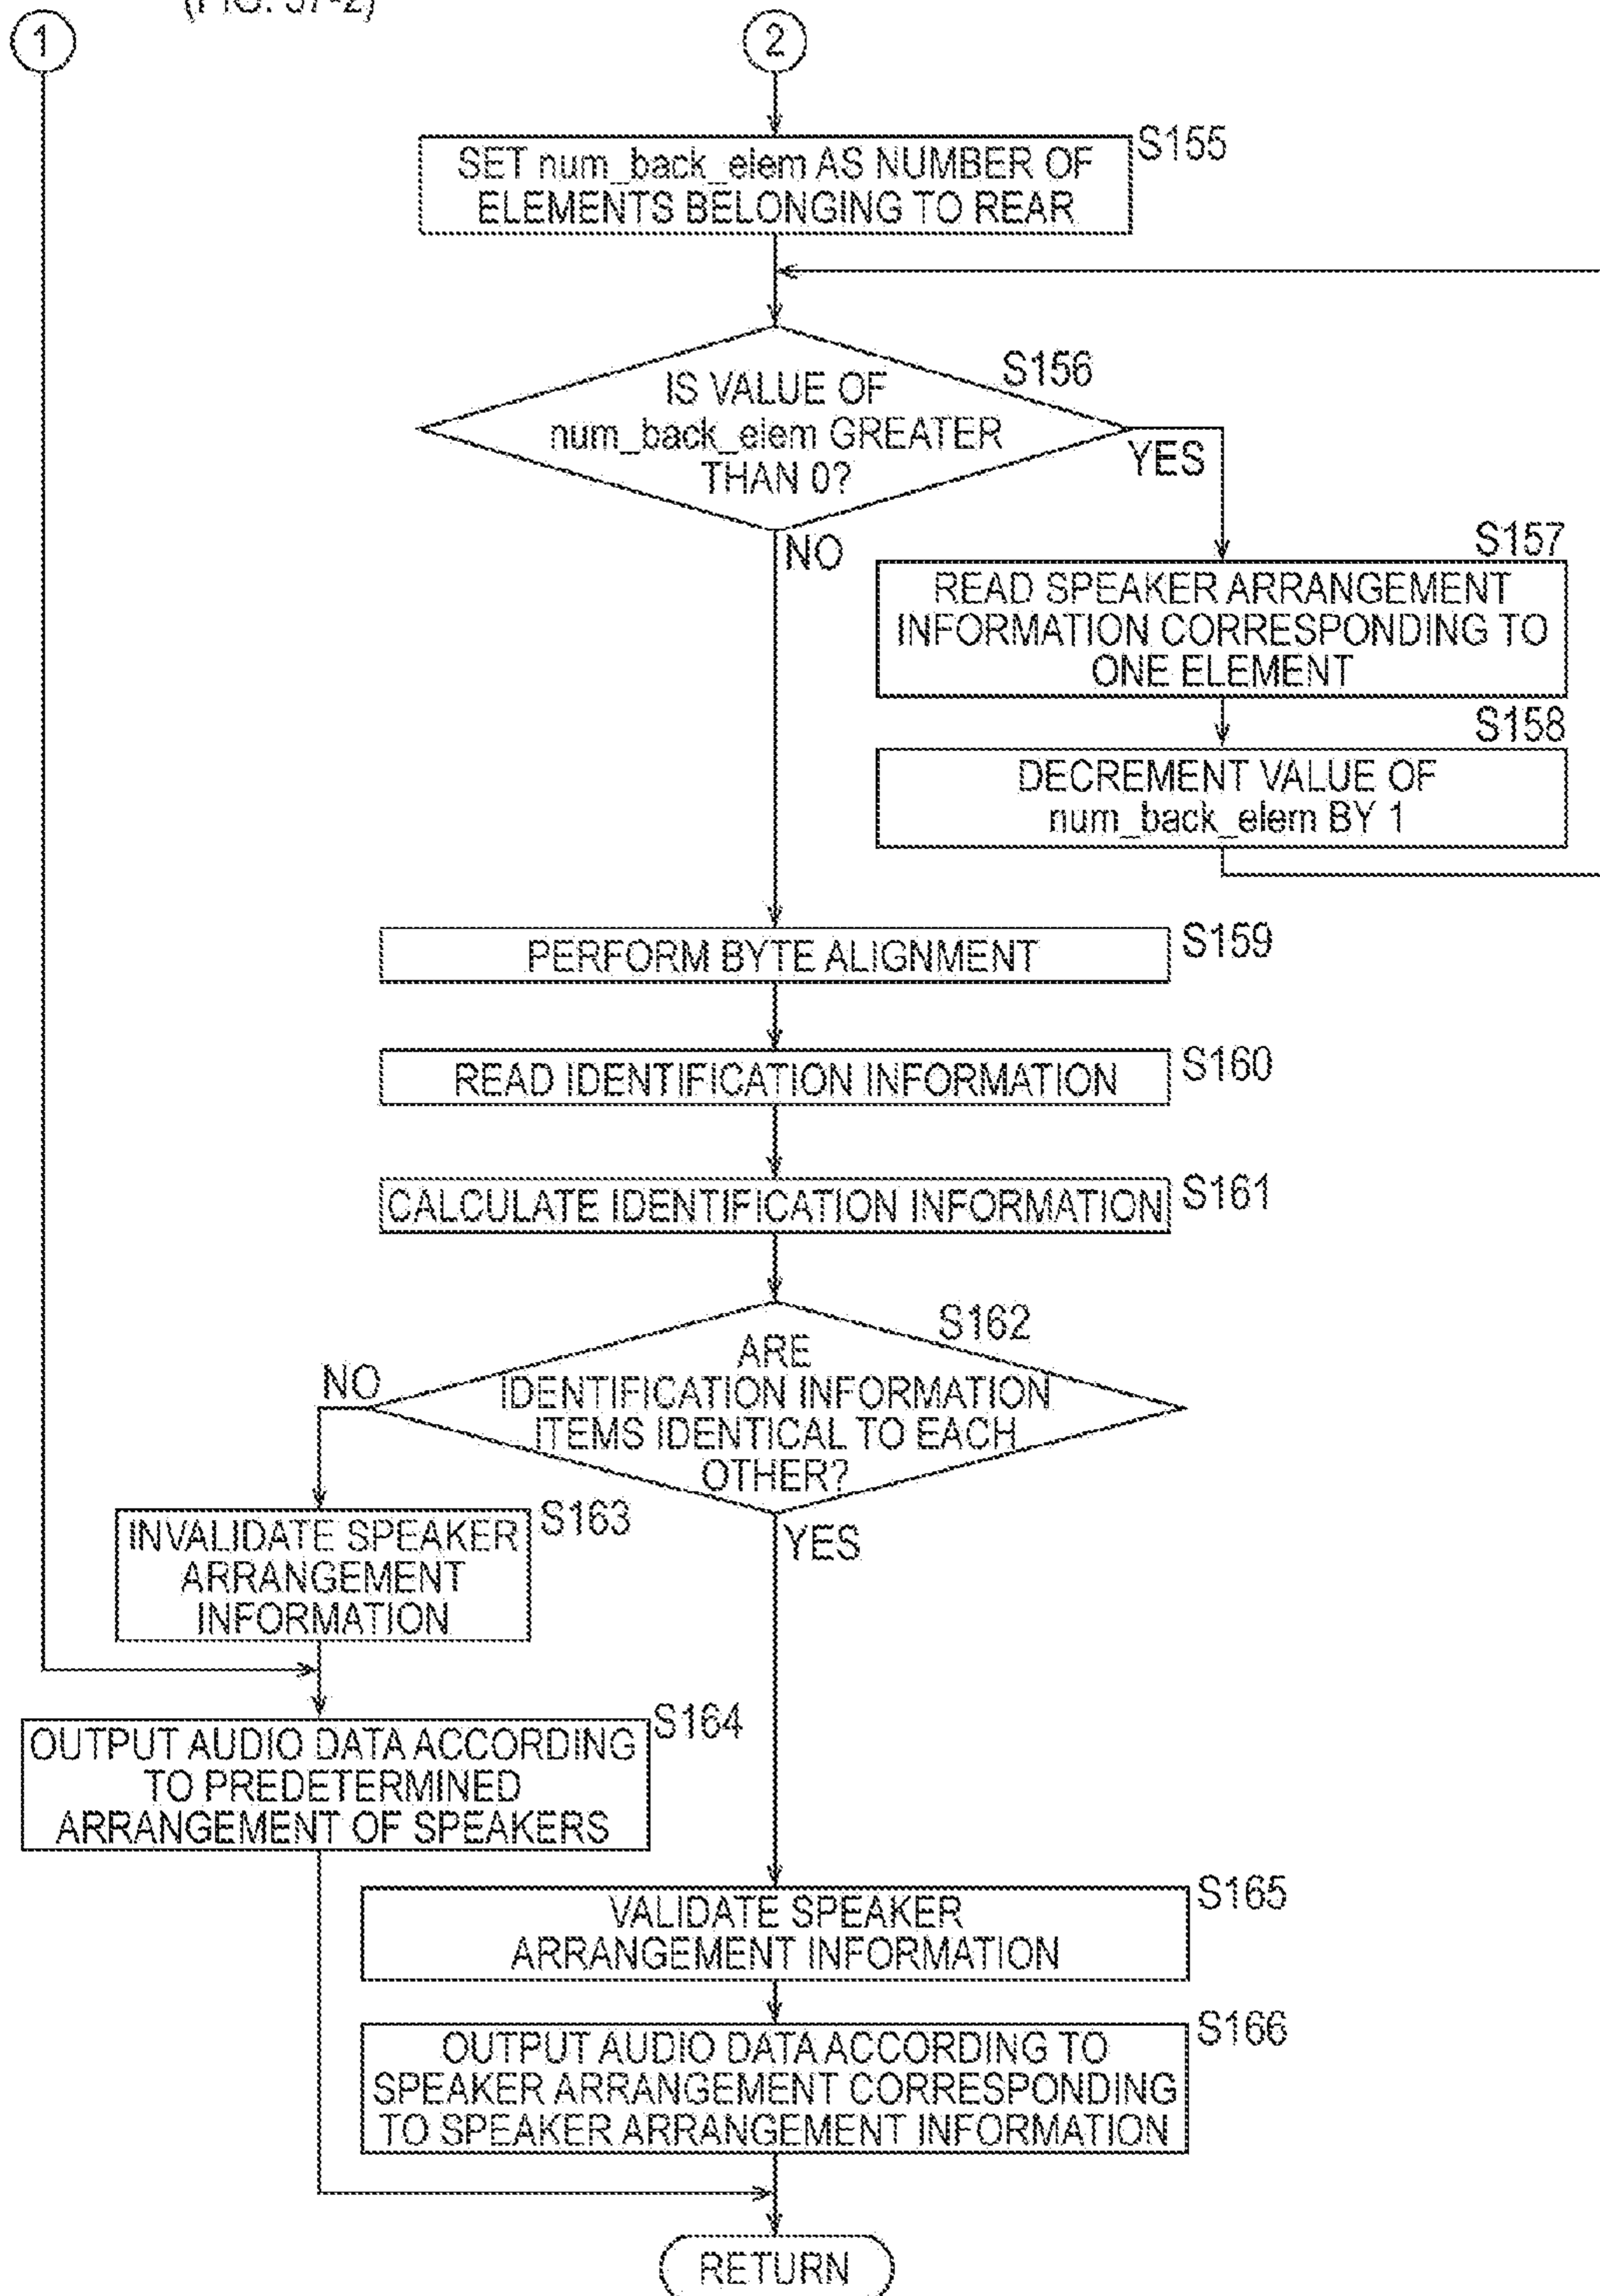 1
2
S155
SET num_back_elem AS NUMBER OF
ELEMENTS BELONGING TO REAR
S156
IS VALUE OF
num_back_elem GREATER
THAN 0?
YES
NO
S157
READ SPEAKER ARRANGEMENT
INFORMATION CORRESPONDING TO
ONE ELEMENT
S158
DECREMENT VALUE OF
num_back_elem BY 1
PERFORM BYTE ALIGNMENT
S159
READ IDENTIFICATION INFORMATION
S160
CALCULATE IDENTIFICATION INFORMATION
S161
S162
ARE
IDENTIFICATION INFORMATION
ITEMS IDENTICAL TO EACH
OTHER?
NO
YES
S163
INVALIDATE SPEAKER
ARRANGEMENT
INFORMATION
S164
OUTPUT AUDIO DATA ACCORDING
TO PREDETERMINED
ARRANGEMENT OF SPEAKERS
S165
VALIDATE SPEAKER
ARRANGEMENT INFORMATION
S166
OUTPUT AUDIO DATA ACCORDING TO
SPEAKER ARRANGEMENT CORRESPONDING
TO SPEAKER ARRANGEMENT INFORMATION
RETURN